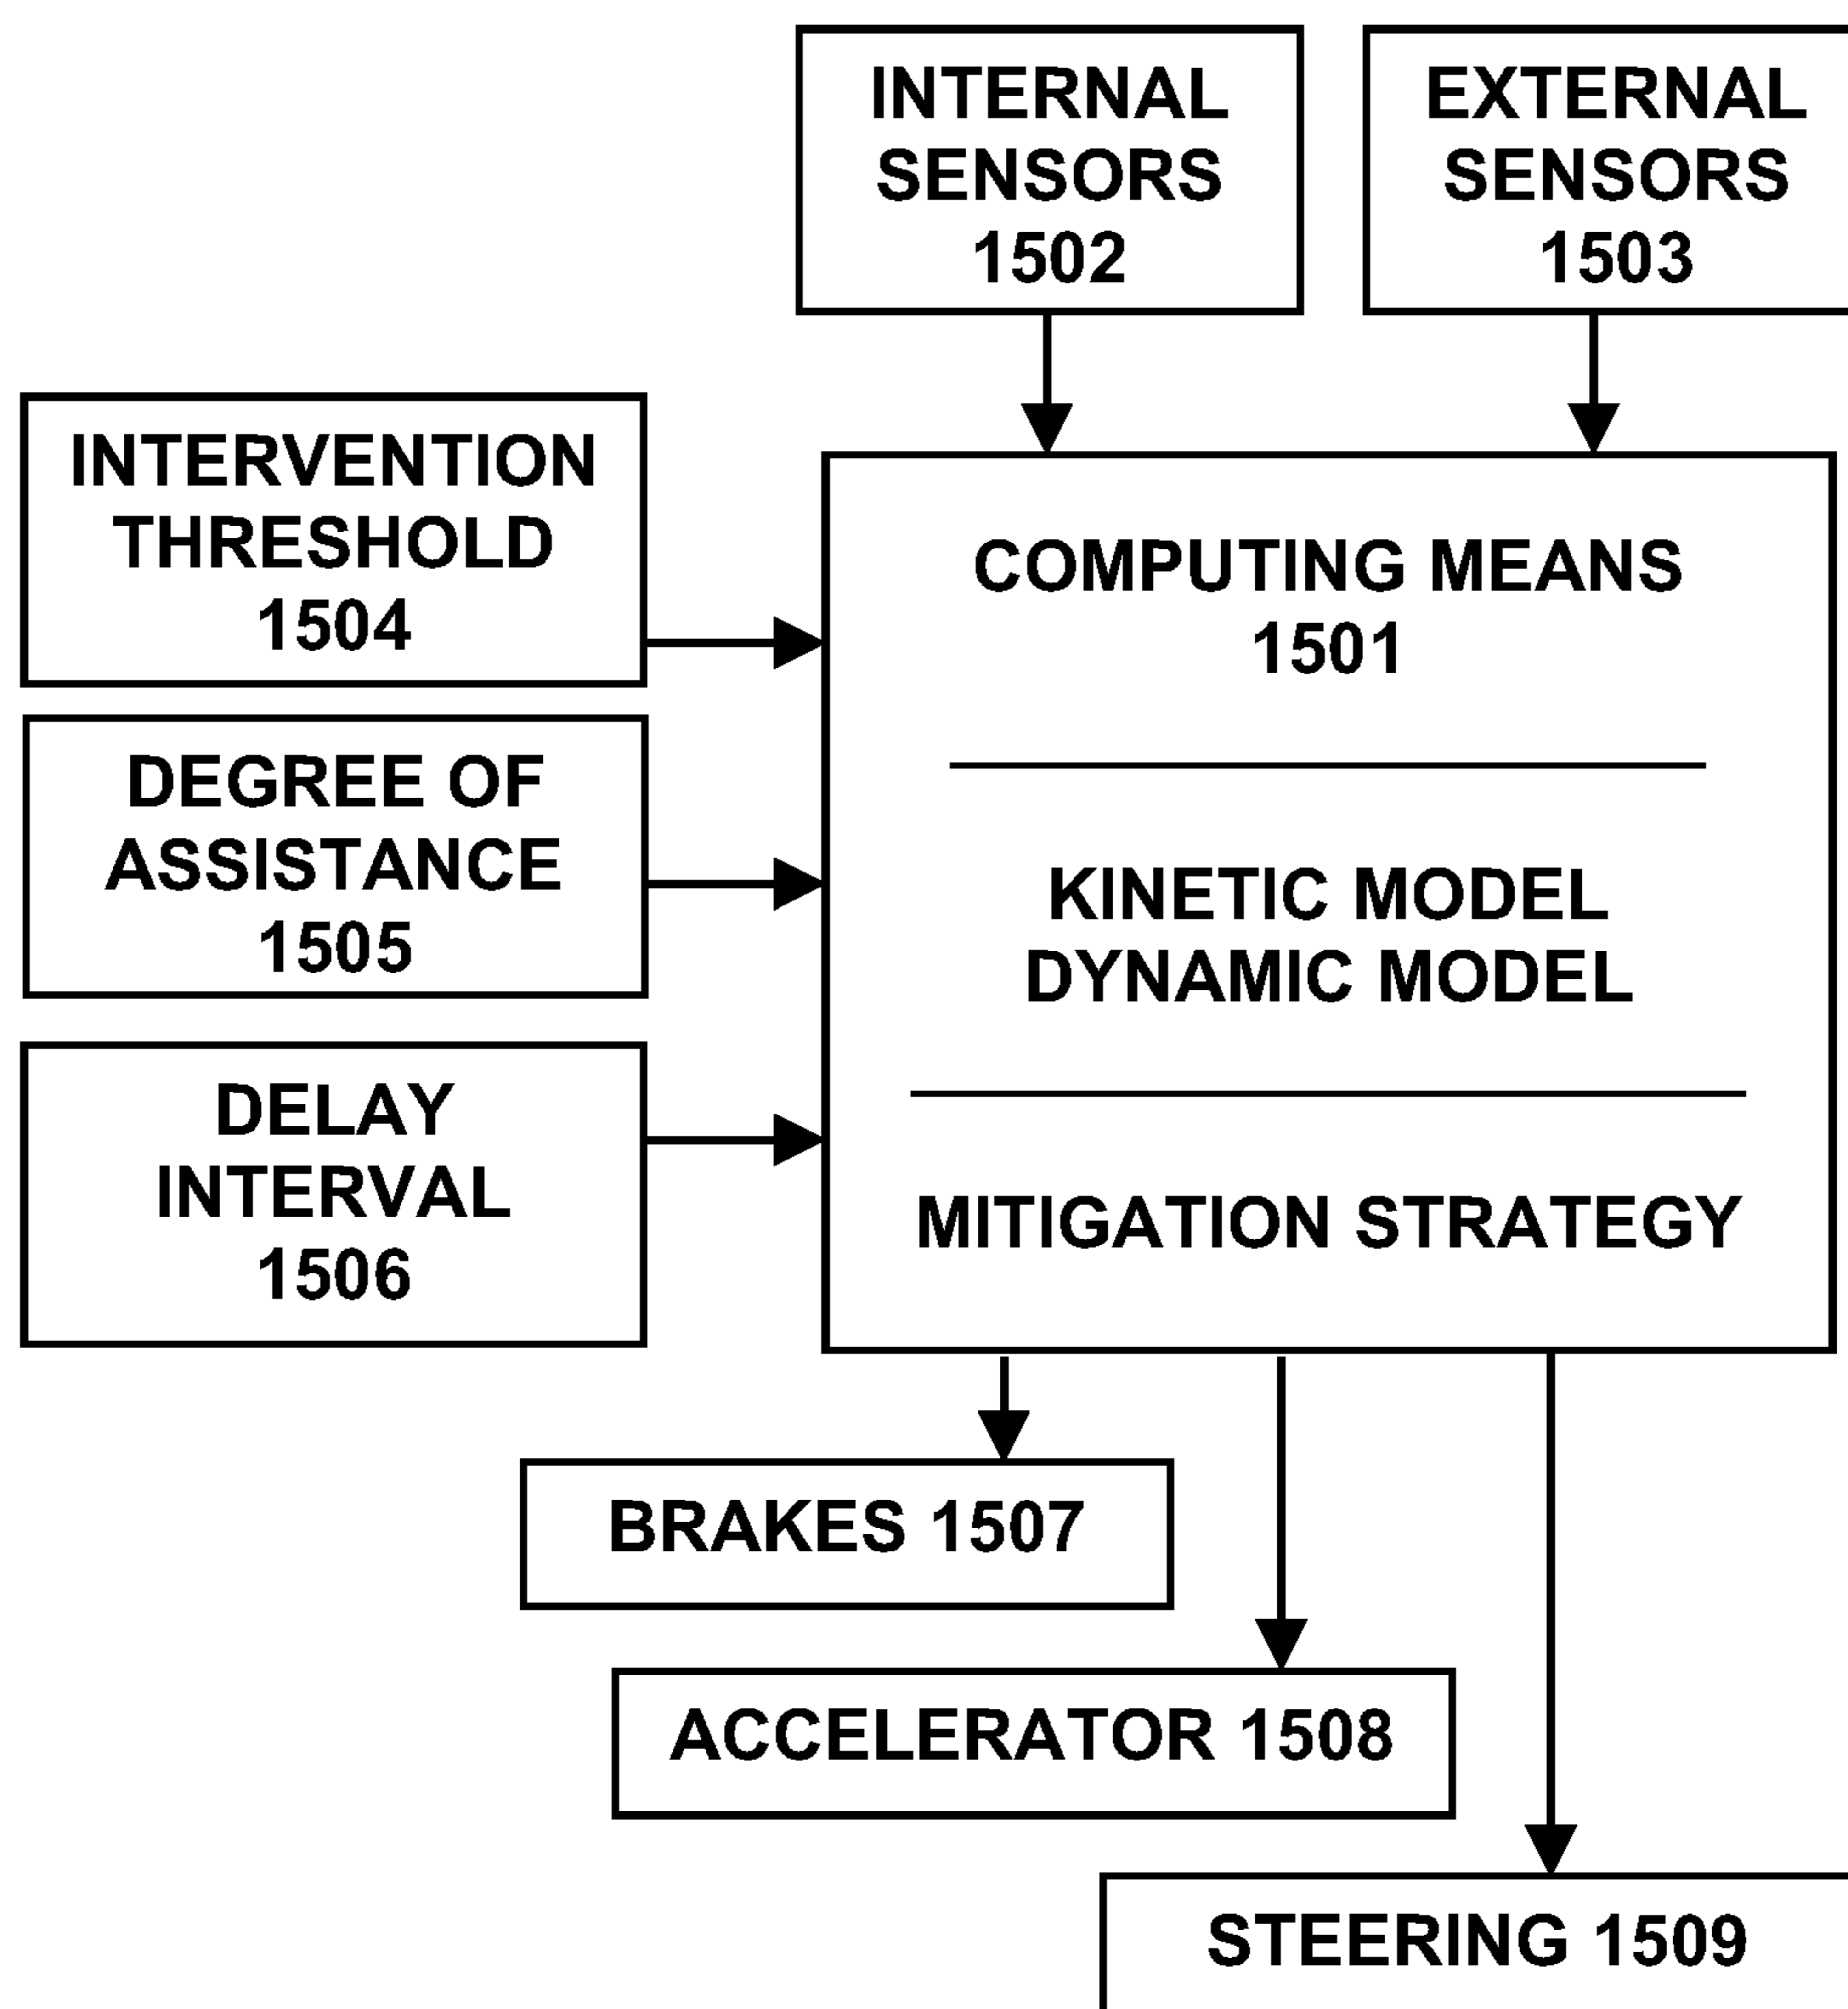 INTERNAL
SENSORS
1502
EXTERNAL
SENSORS
1503
INTERVENTION
THRESHOLD
1504
DEGREE OF
ASSISTANCE
1505
DELAY
INTERVAL
1506
COMPUTING MEANS
1501
KINETIC MODEL
DYNAMIC MODEL
MITIGATION STRATEGY
BRAKES 1507
ACCELERATOR 1508
STEERING 1509